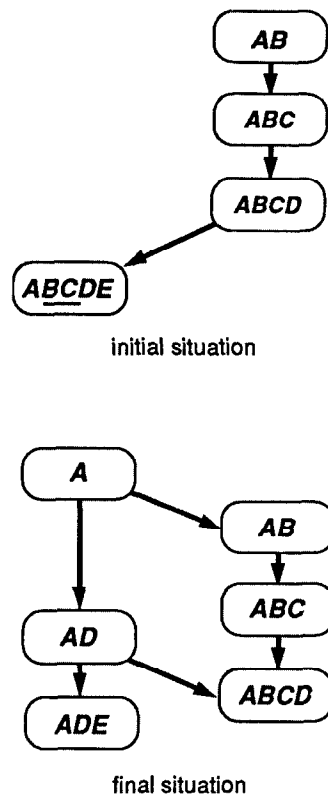 AB
ABC
ABCD
ABCDE
initial situation
A
AB
ABC
AD
ABCD
ADE
final situation